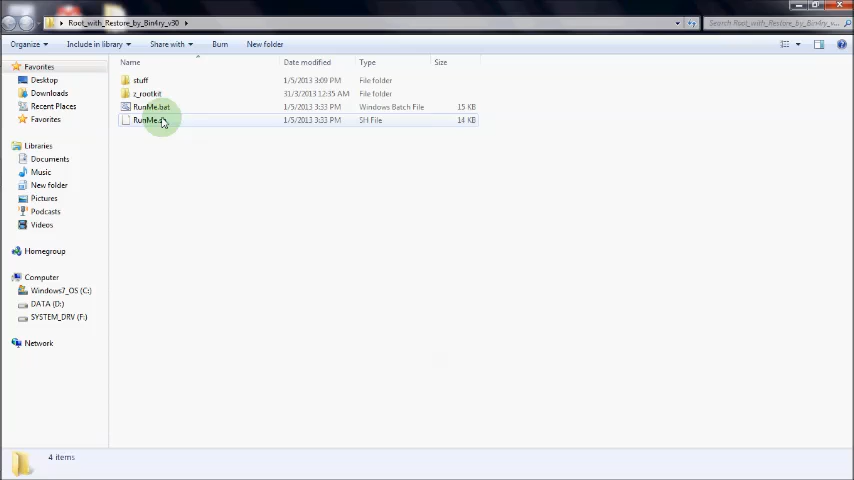 Root_with_Restore_by_Bin4ry_v30
Search Root_with_Restore_by_Bin4ry_v...
Organize Include in library Share with Burn New folder
Name Date modified Type Size
Favorites
Desktop
Downloads
Recent Places
Favorites
Libraries
Documents
Music
New folder
Pictures
Podcasts
Videos
Homegroup
Computer
Windows7_OS (C:)
DATA (D:)
SYSTEM_DRV (F:)
Network
stuff 1/5/2013 3:09 PM File folder
z_rootkit 31/3/2013 12:35 AM File folder
RunMe.bat 1/5/2013 3:33 PM Windows Batch File 15 KB
RunMe.s 1/5/2013 3:33 PM SH File 14 KB
4 items